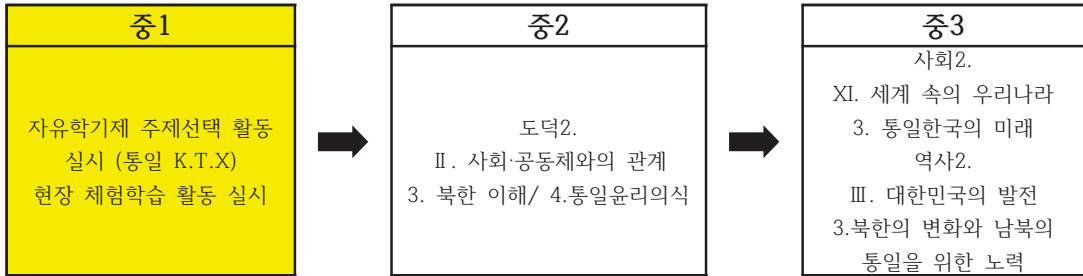 중1
자유학기제 주제선택 활동
실시 (통일 K.T.X)
현장 체험학습 활동 실시
중2
도덕2.
Ⅱ. 사회·공동체와의 관계
3. 북한 이해/ 4.통일윤리의식
중3
사회2.
XI. 세계 속의 우리나라
3. 통일한국의 미래
역사2.
Ⅲ. 대한민국의 발전
3.북한의 변화와 남북의
통일을 위한 노력